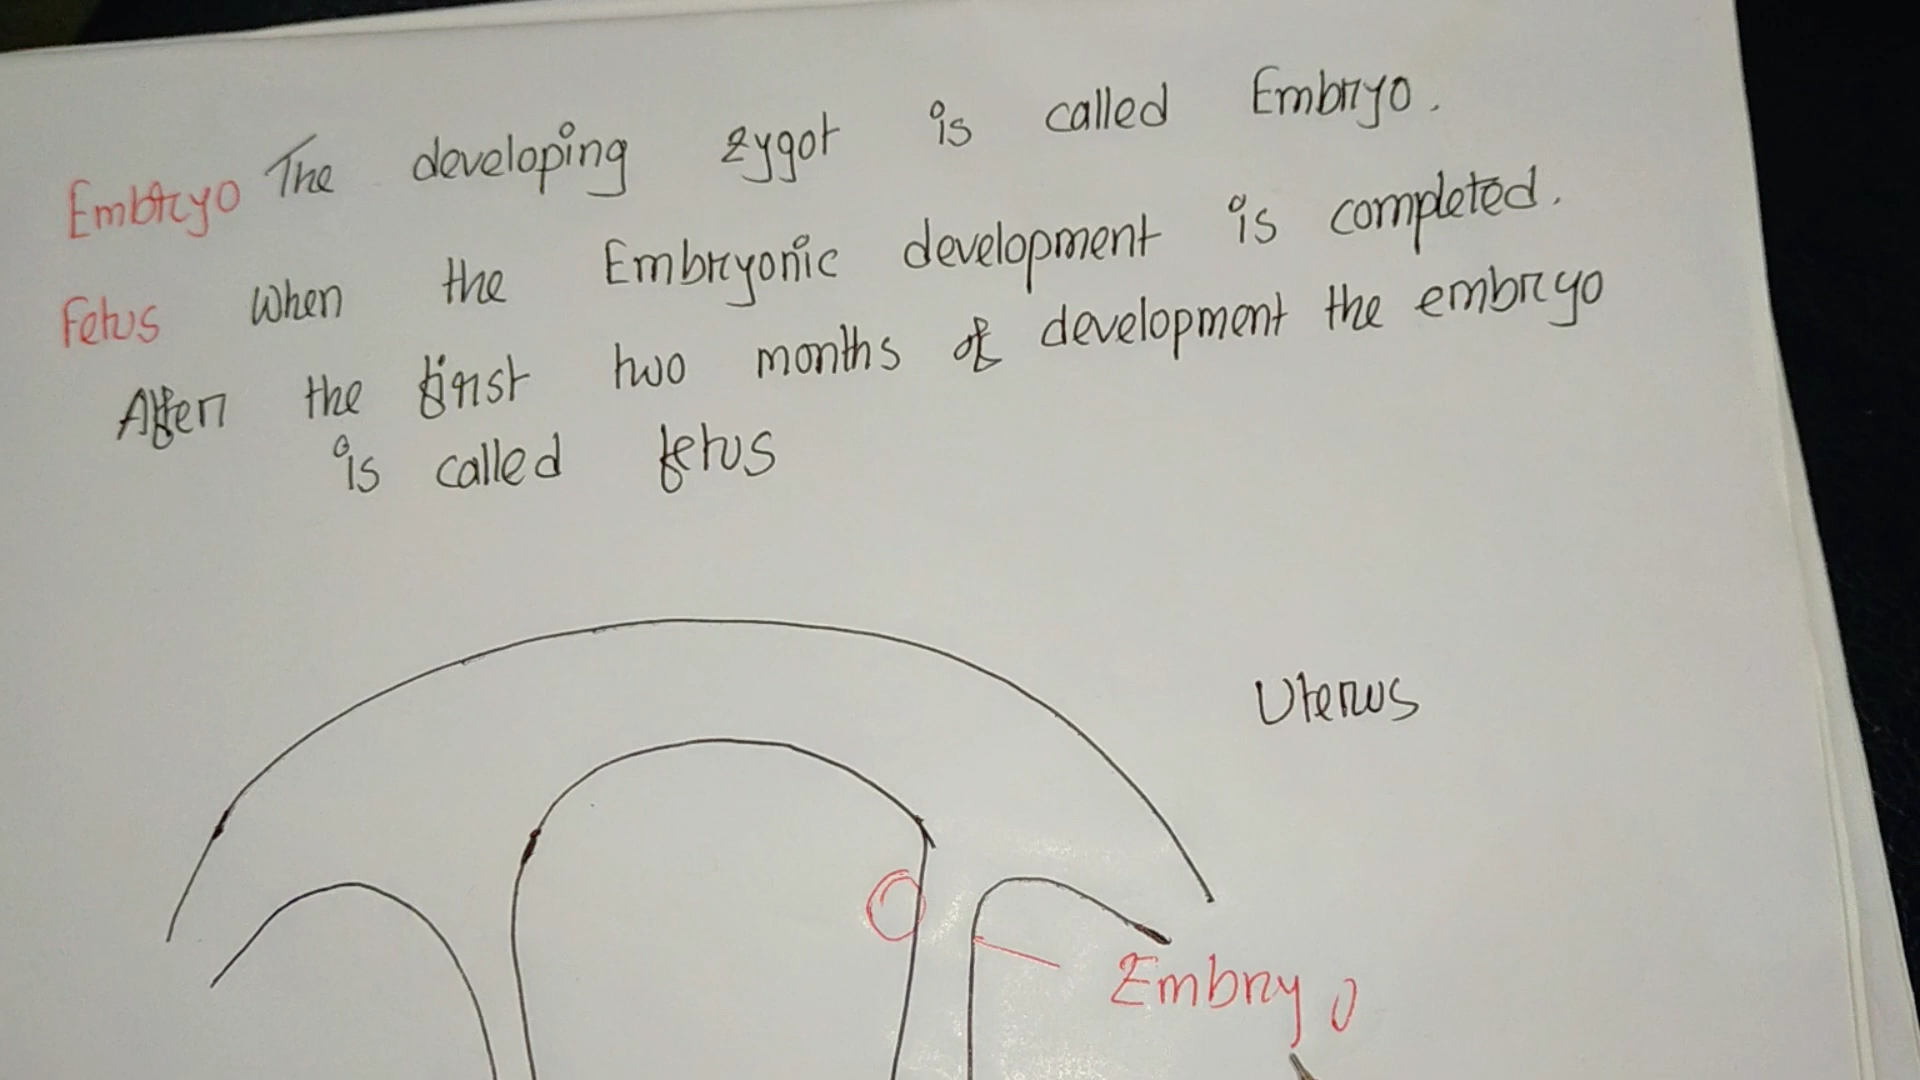 Embryo The developing zygot is called Embryo.
Fetus When the Embryonic development is completed.
After the first two months of development the embryo
is called fetus
Uterus
Embryo